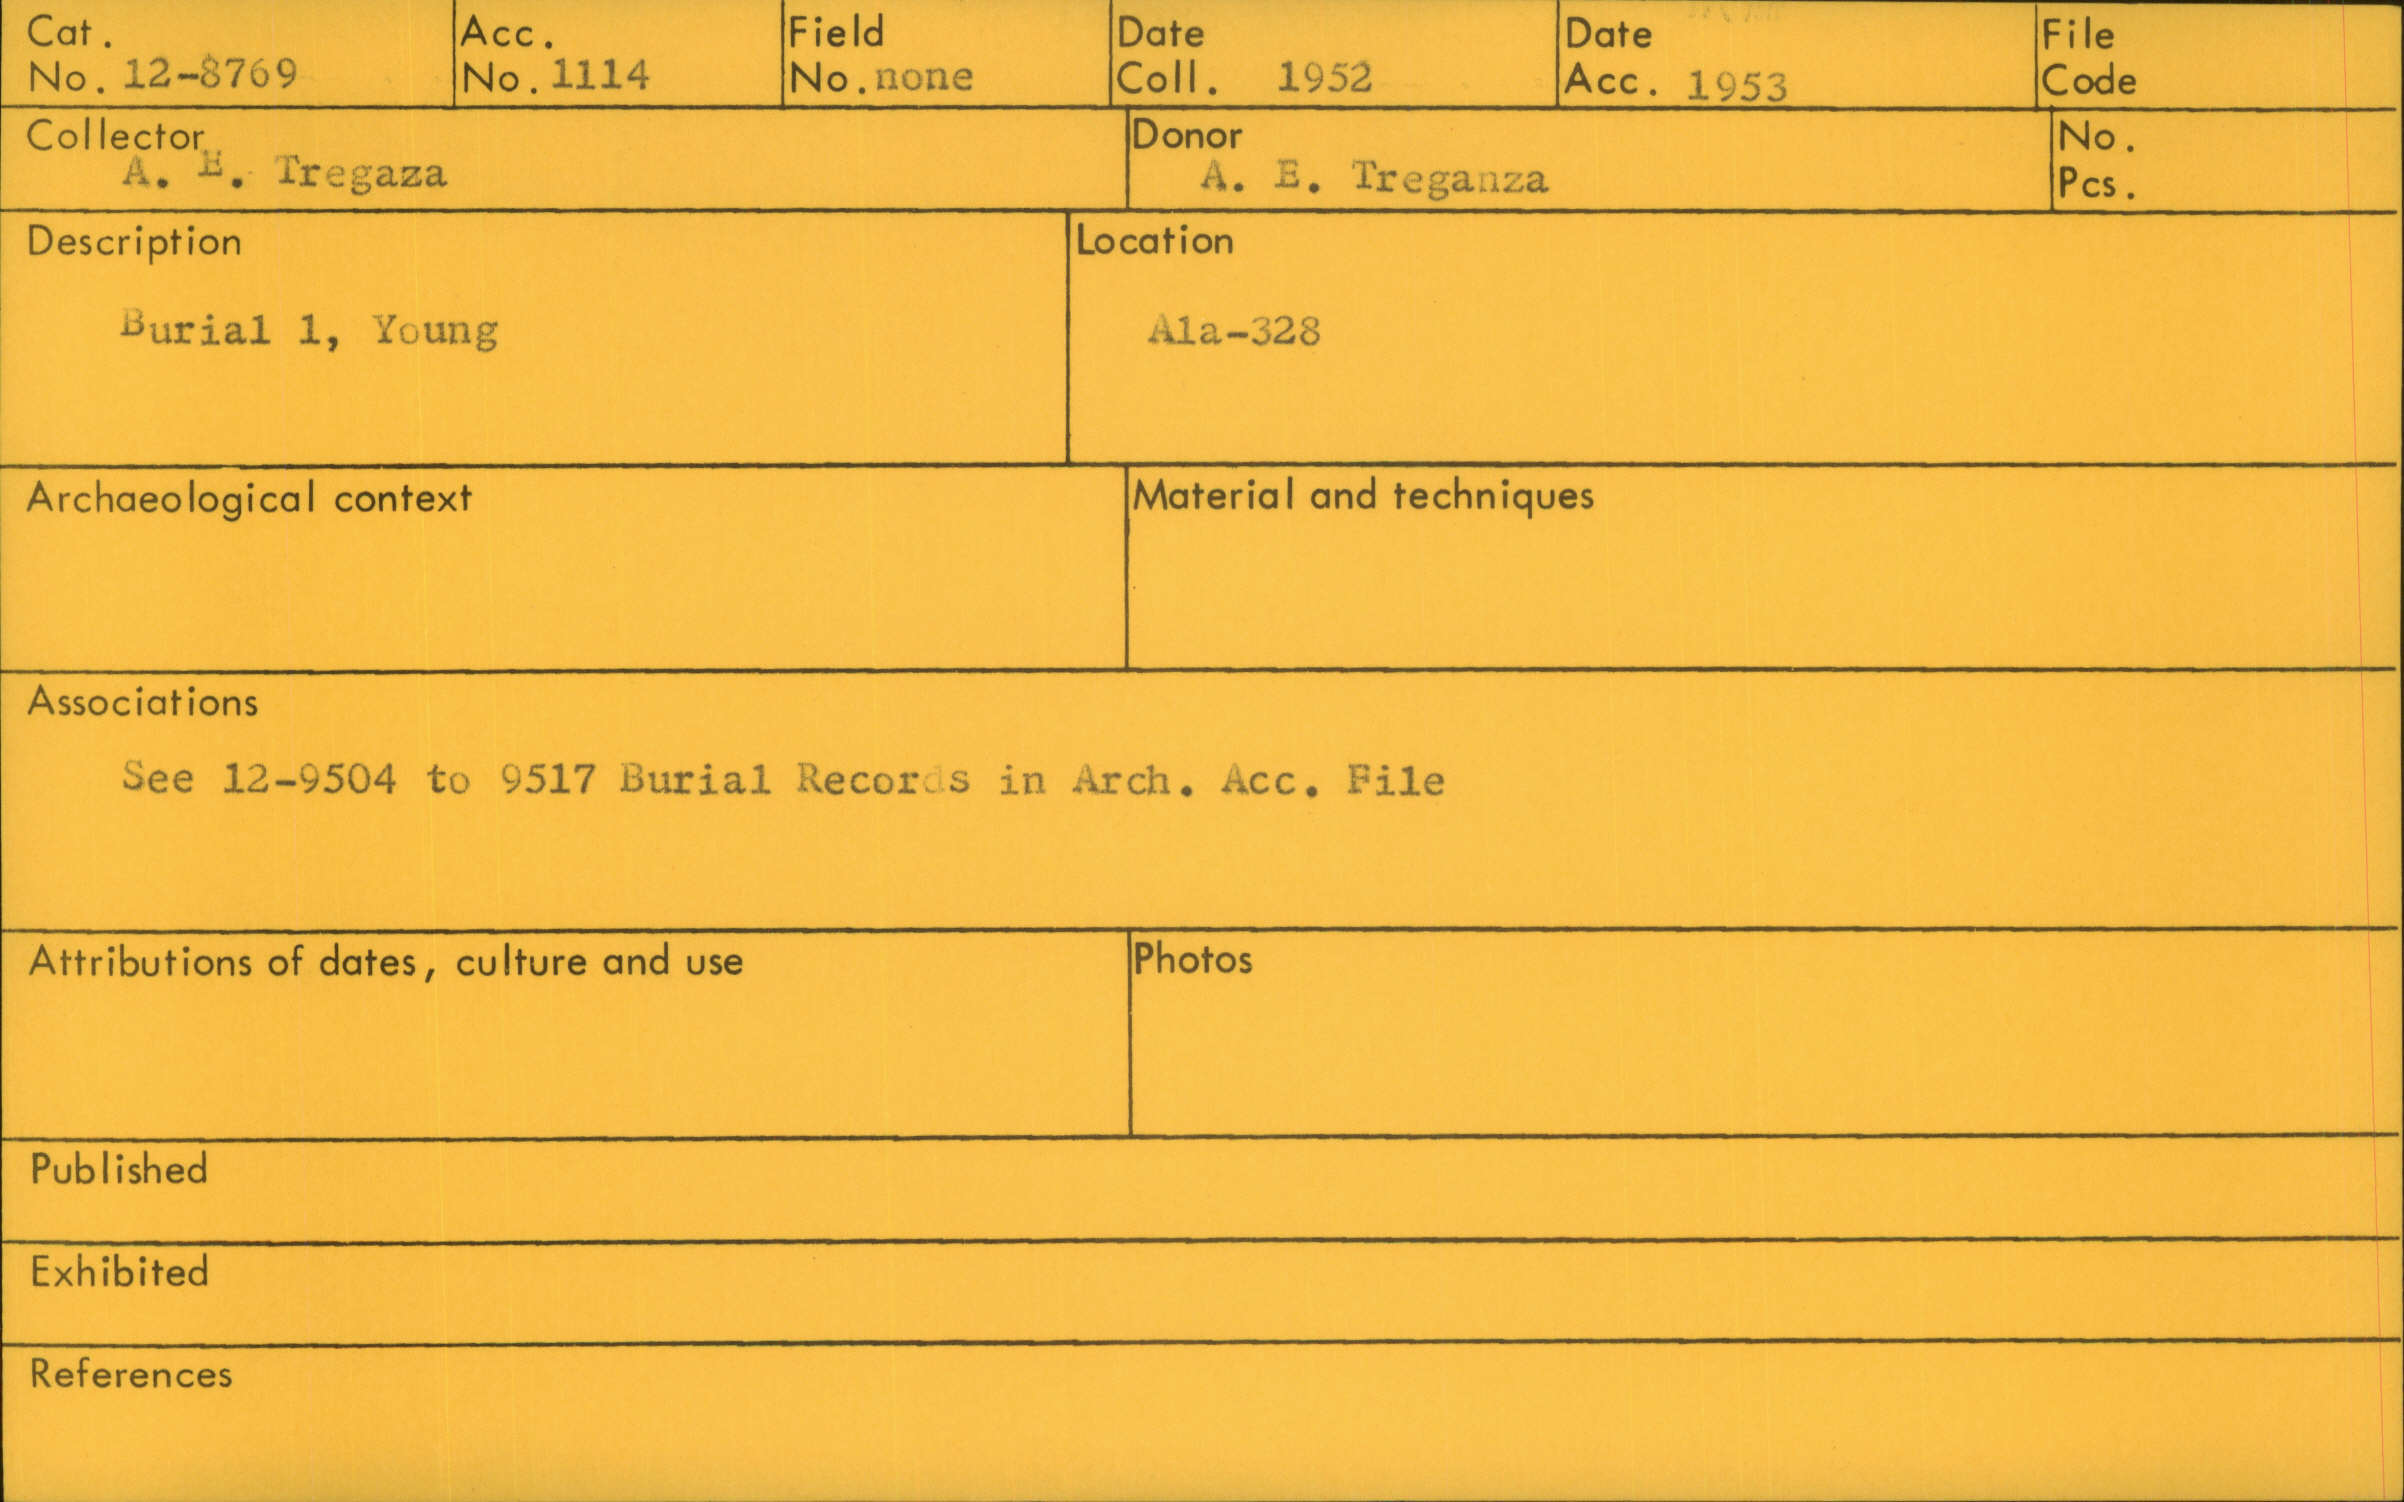 Cat. No. 12-8769
Acc. No. 1114
Field No. none
Date Coll. 1952
Date Acc. 1953
File Code
Collector
A. E. Tregaza
Donor
A. E. Treganza
No. Pcs.
Description
Burial 1, Young
Location
Ala-328
Archaeological context
Material and techniques
Associations
See 12-9504 to 9517 Burial Records in Arch. Acc. File
Attributions of dates, culture and use
Photos
Published
Exhibited
References